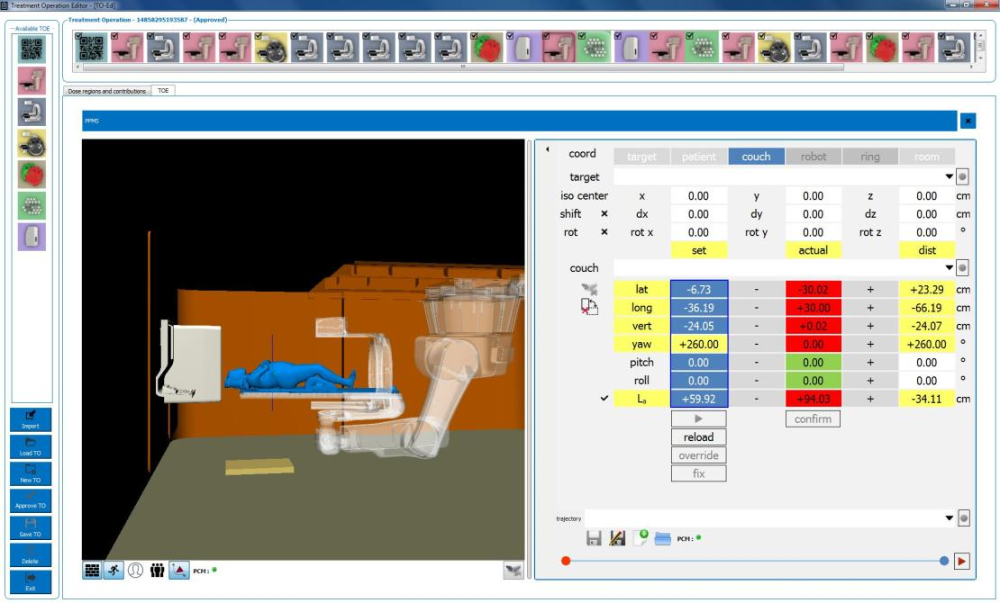 Treatment Operation Editor - [TO-Ed]
Available TOE
Treatment Operation - 14858295193587 - (Approved)
Dose regions and contributions TOE
PPMS
coord target patient couch robot ring room
target
iso center x 0.00 y 0.00 z 0.00 cm
shift × dx 0.00 dy 0.00 dz 0.00 cm
rot × rot x 0.00 rot y 0.00 rot z 0.00 °
set actual dist
couch
lat -6.73 - -30.02 + +23.29 cm
long -36.19 - +30.00 + -66.19 cm
vert -24.05 - +0.02 + -24.07 cm
yaw +260.00 - 0.00 + +260.00 °
pitch 0.00 - 0.00 + 0.00 °
roll 0.00 - 0.00 + 0.00 °
Lₐ +59.92 - +94.03 + -34.11 cm
confirm
reload
override
fix
trajectory
PCM :
PCM :
Import
Load TO
New TO
Approve TO
Save TO
Delete
Exit